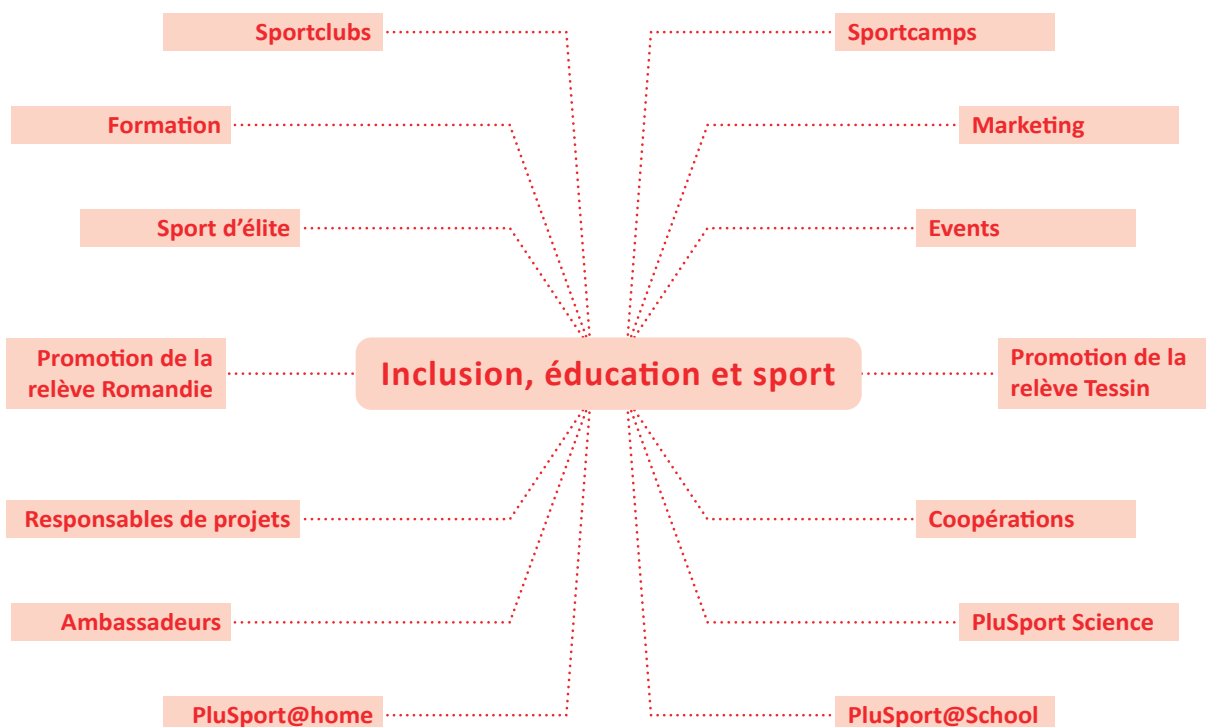 Sportclubs
Sportcamps
Formation
Marketing
Sport d’élite
Events
Promotion de la
relève Romandie
Inclusion, éducation et sport
Promotion de la
relève Tessin
Responsables de projets
Coopérations
Ambassadeurs
PluSport Science
PluSport@home
PluSport@School